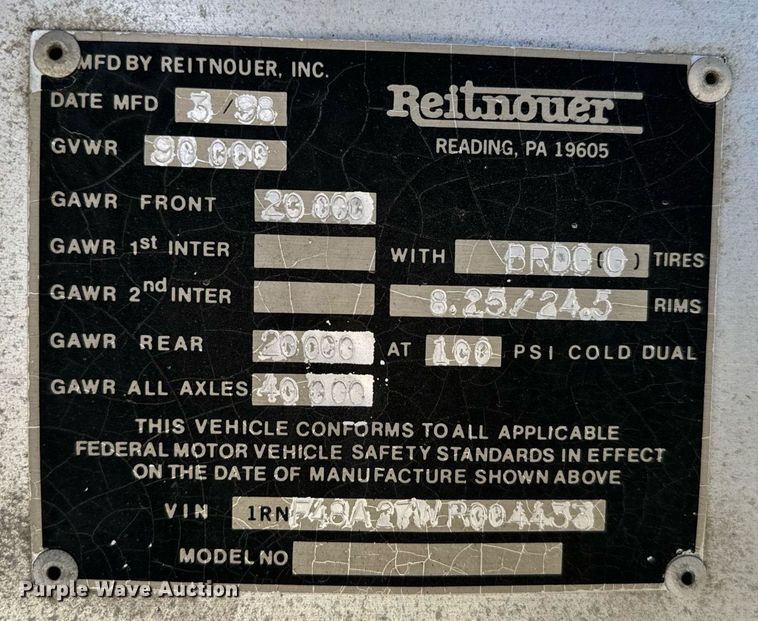 MFD BY REITNOUER, INC.
DATE MFD 3/98
Reitnouer
GVWR 90 000
READING, PA 19605
GAWR FRONT 20 000
GAWR 1st INTER WITH TIRES
GAWR 2nd INTER 8.25/24.5 RIMS
GAWR REAR 20 000 AT 100 PSI COLD DUAL
GAWR ALL AXLES 40 000
THIS VEHICLE CONFORMS TO ALL APPLICABLE
FEDERAL MOTOR VEHICLE SAFETY STANDARDS IN EFFECT
ON THE DATE OF MANUFACTURE SHOWN ABOVE
VIN 1RN
MODEL NO
Purple Wave Auction